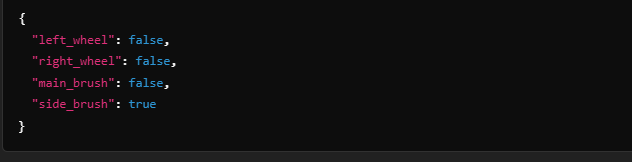 {
  "left_wheel": false,
  "right_wheel": false,
  "main_brush": false,
  "side_brush": true
}